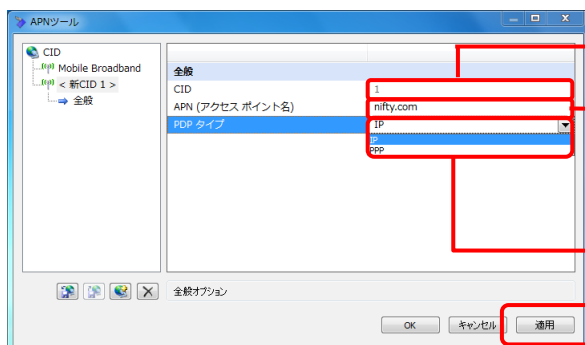 APNツール
CID
Mobile Broadband
< 新CID 1 >
全般
全般
CID 1
APN (アクセス ポイント名) nifty.com
PDP タイプ IP
IP
PPP
全般オプション
OK キャンセル 適用